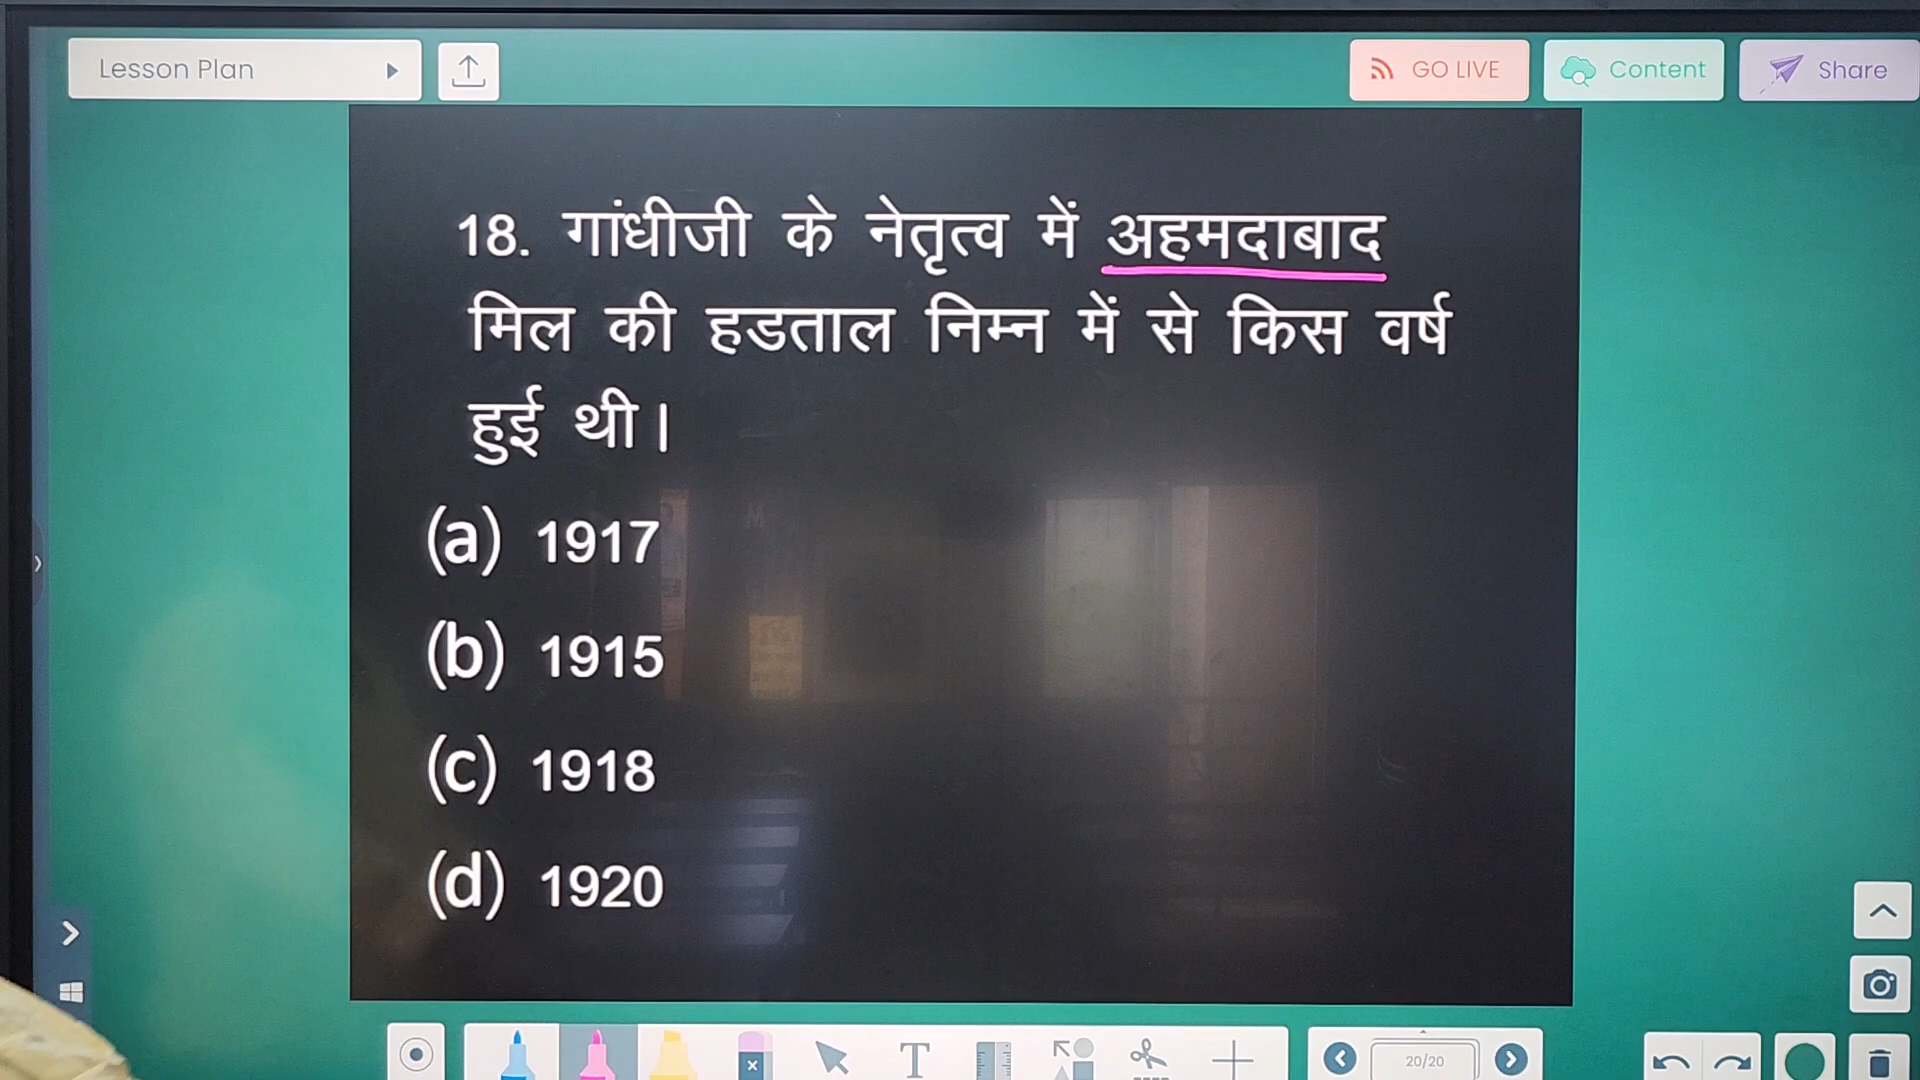 Lesson Plan
GO LIVE
Content
Share
18. गांधीजी के नेतृत्व में अहमदाबाद
मिल की हडताल निम्न में से किस वर्ष
हुई थी।
(a) 1917
(b) 1915
(c) 1918
(d) 1920
T
20/20